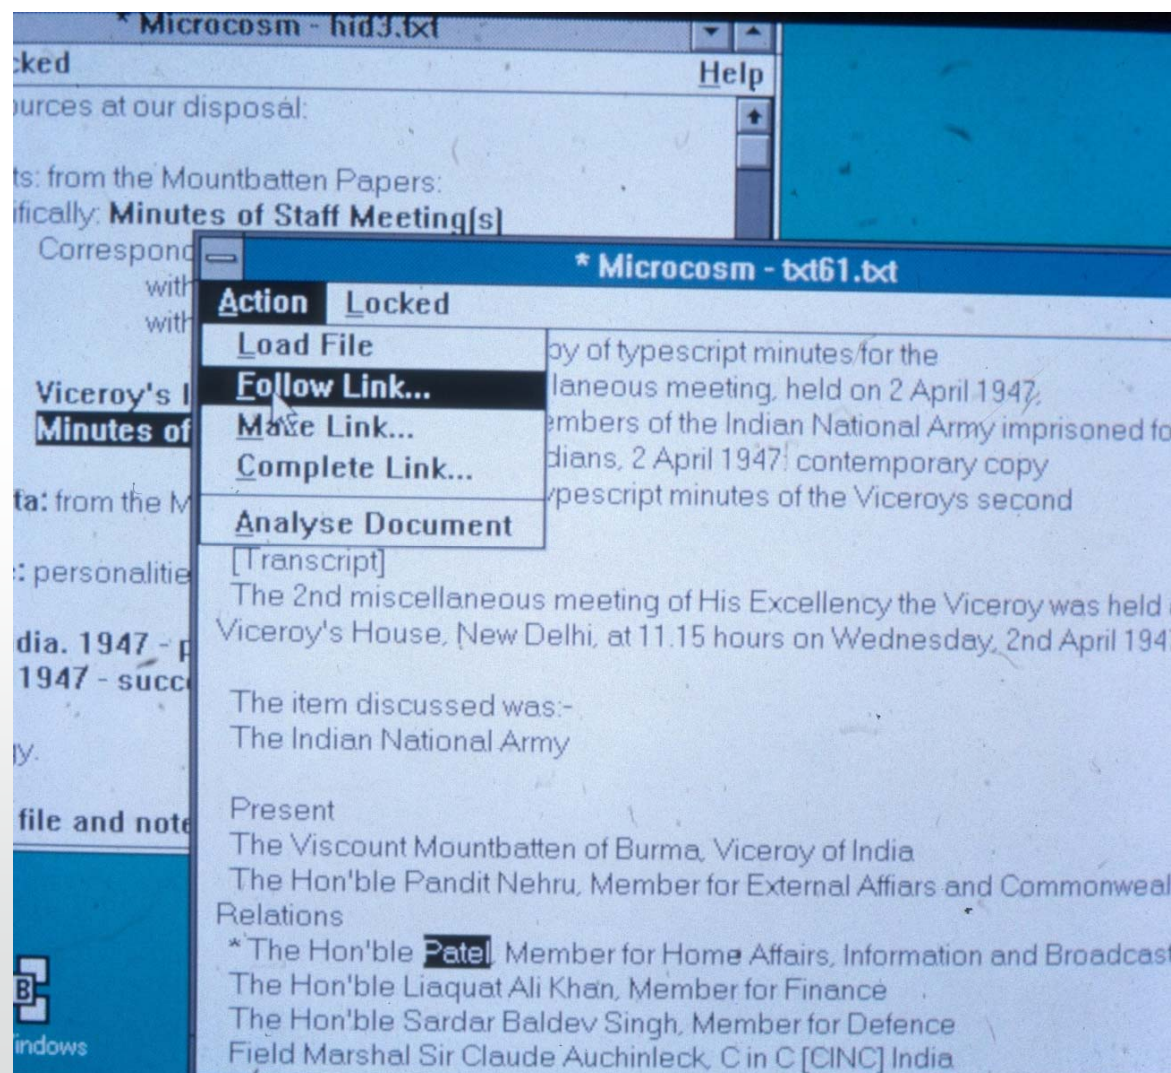 * Microcosm - hid3.txt
cked
Help
ources at our disposal:
ts: from the Mountbatten Papers:
ifically: Minutes of Staff Meeting(s)
Correspond
with
with
Viceroy's I
Minutes of
ta: from the M
: personalitie
dia. 1947 - p
1947 - succe
gy.
file and note
B
indows
* Microcosm - txt61.txt
Action Locked
Load File
Follow Link...
Make Link...
Complete Link...
Analyse Document
py of typescript minutes for the
llaneous meeting, held on 2 April 1947,
embers of the Indian National Army imprisoned fo
dians, 2 April 1947: contemporary copy
ypescript minutes of the Viceroys second
[Transcript]
The 2nd miscellaneous meeting of His Excellency the Viceroy was held
Viceroy's House, New Delhi, at 11.15 hours on Wednesday, 2nd April 194
The item discussed was:-
The Indian National Army
Present
The Viscount Mountbatten of Burma, Viceroy of India
The Hon'ble Pandit Nehru, Member for External Affiars and Commonweal
Relations
* The Hon'ble Patel, Member for Home Affairs, Information and Broadcast
The Hon'ble Liaquat Ali Khan, Member for Finance
The Hon'ble Sardar Baldev Singh, Member for Defence
Field Marshal Sir Claude Auchinleck, C in C [CINC] India